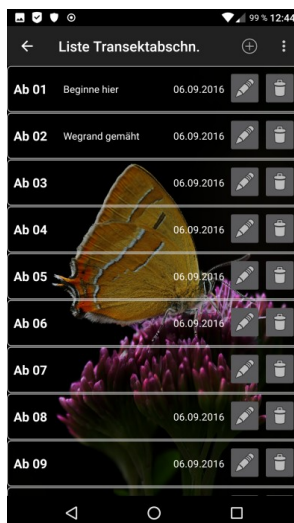 99 % 12:44
Liste Transektabschn.
Ab 01 Beginne hier 06.09.2016
Ab 02 Wegrand gemäht 06.09.2016
Ab 03 06.09.2016
Ab 04 06.09.2016
Ab 05 06.09.2016
Ab 06 06.09.2016
Ab 07 06.09.2016
Ab 08 06.09.2016
Ab 09 06.09.2016